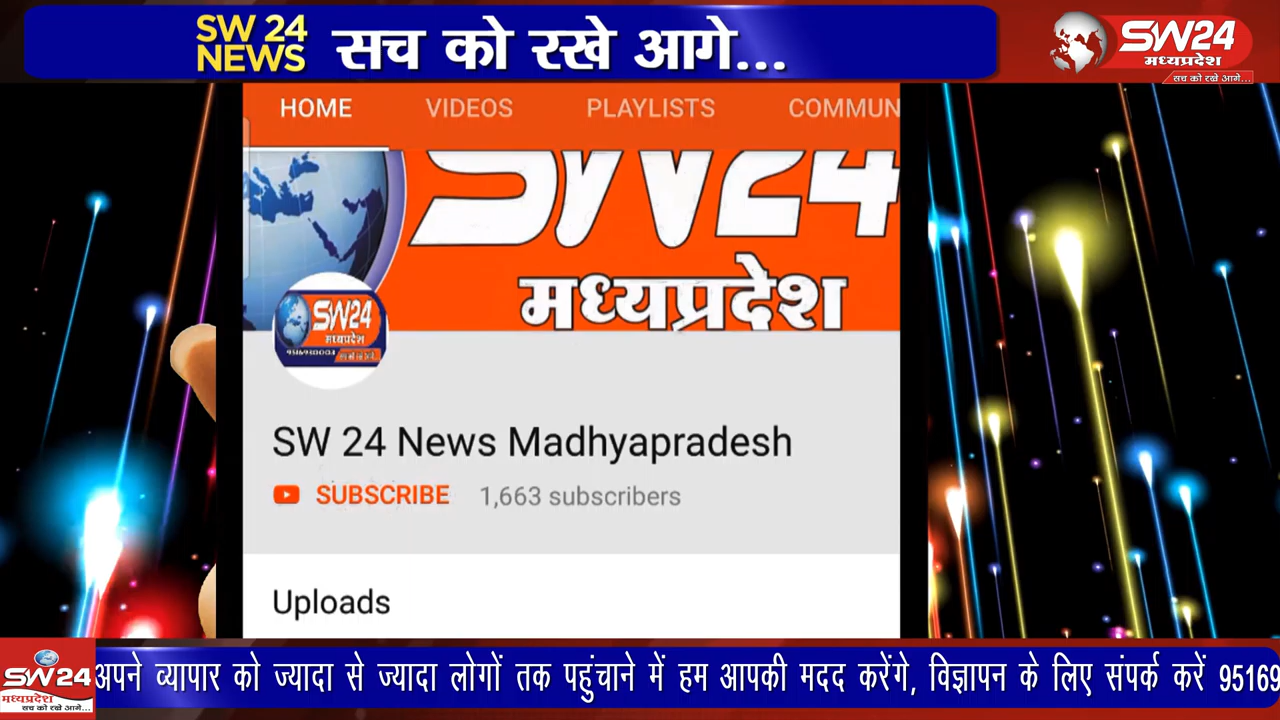 SW 24
NEWS
सच को रखे आगे...
SW24
मध्यप्रदेश
सच को रखे आगे...
HOME VIDEOS PLAYLISTS COMMUN
SW24
मध्यप्रदेश
SW24
मध्यप्रदेश
SW 24 News Madhyapradesh
SUBSCRIBE 1,663 subscribers
Uploads
SW24
मध्यप्रदेश
सच को रखे आगे...
अपने व्यापार को ज्यादा से ज्यादा लोगों तक पहुंचाने में हम आपकी मदद करेंगे, विज्ञापन के लिए संपर्क करें 95169